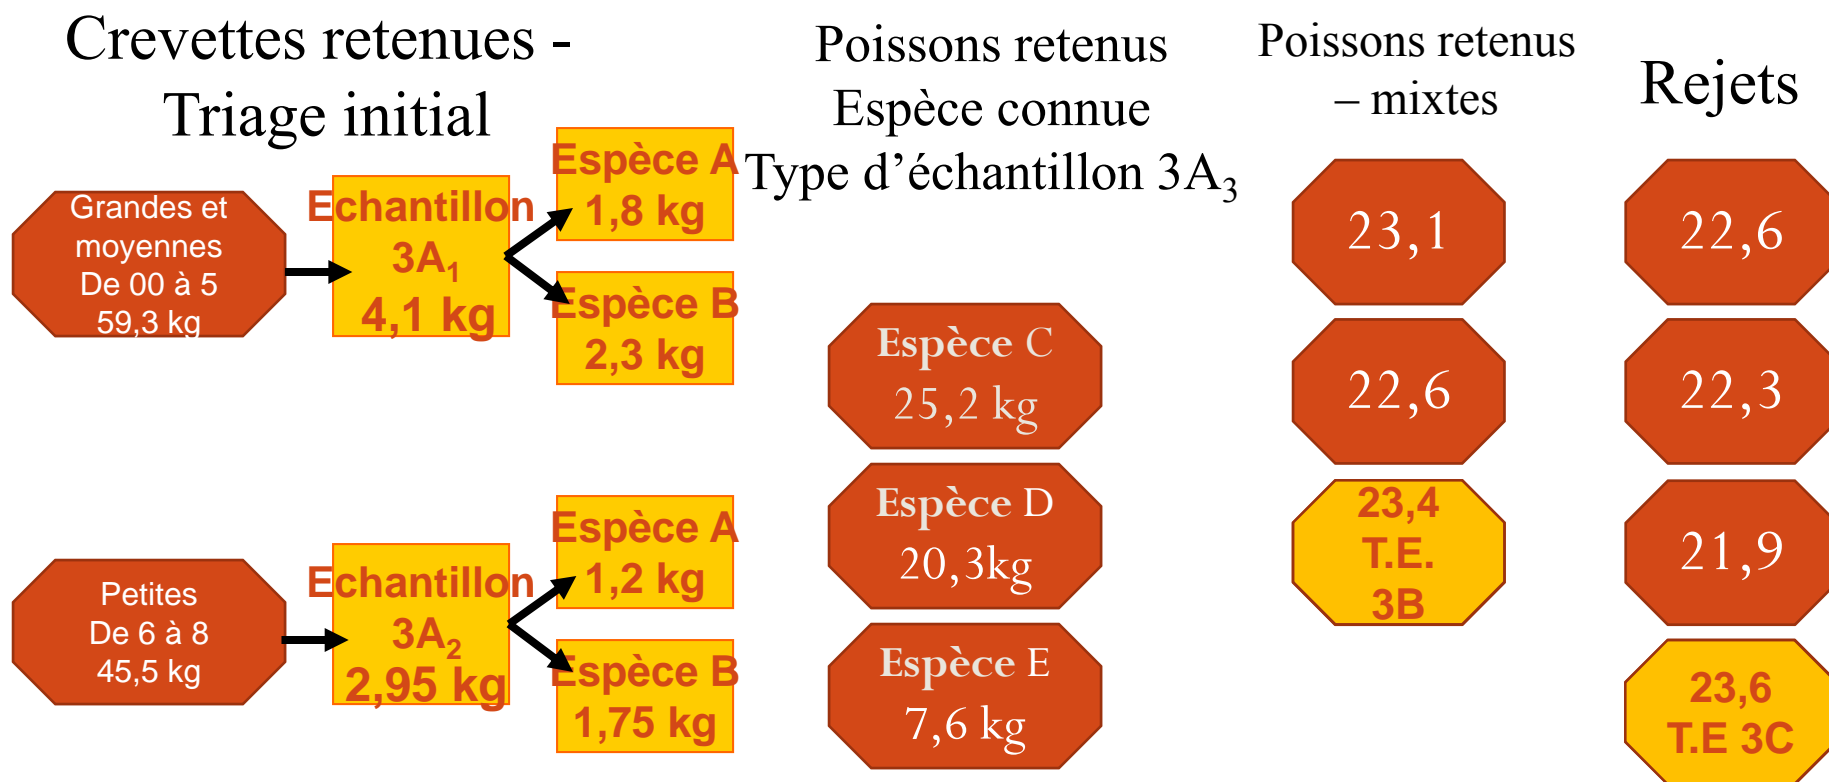 Crevettes retenues -
Triage initial
Grandes et
moyennes
De 00 à 5
59,3 kg
Echantillon
3A₁
4,1 kg
Espèce A
1,8 kg
Espèce B
2,3 kg
Petites
De 6 à 8
45,5 kg
Echantillon
3A₂
2,95 kg
Espèce A
1,2 kg
Espèce B
1,75 kg
Poissons retenus
Espèce connue
Type d’échantillon 3A₃
Espèce C
25,2 kg
Espèce D
20,3kg
Espèce E
7,6 kg
Poissons retenus
– mixtes
23,1
22,6
23,4
T.E.
3B
Rejets
22,6
22,3
21,9
23,6
T.E 3C